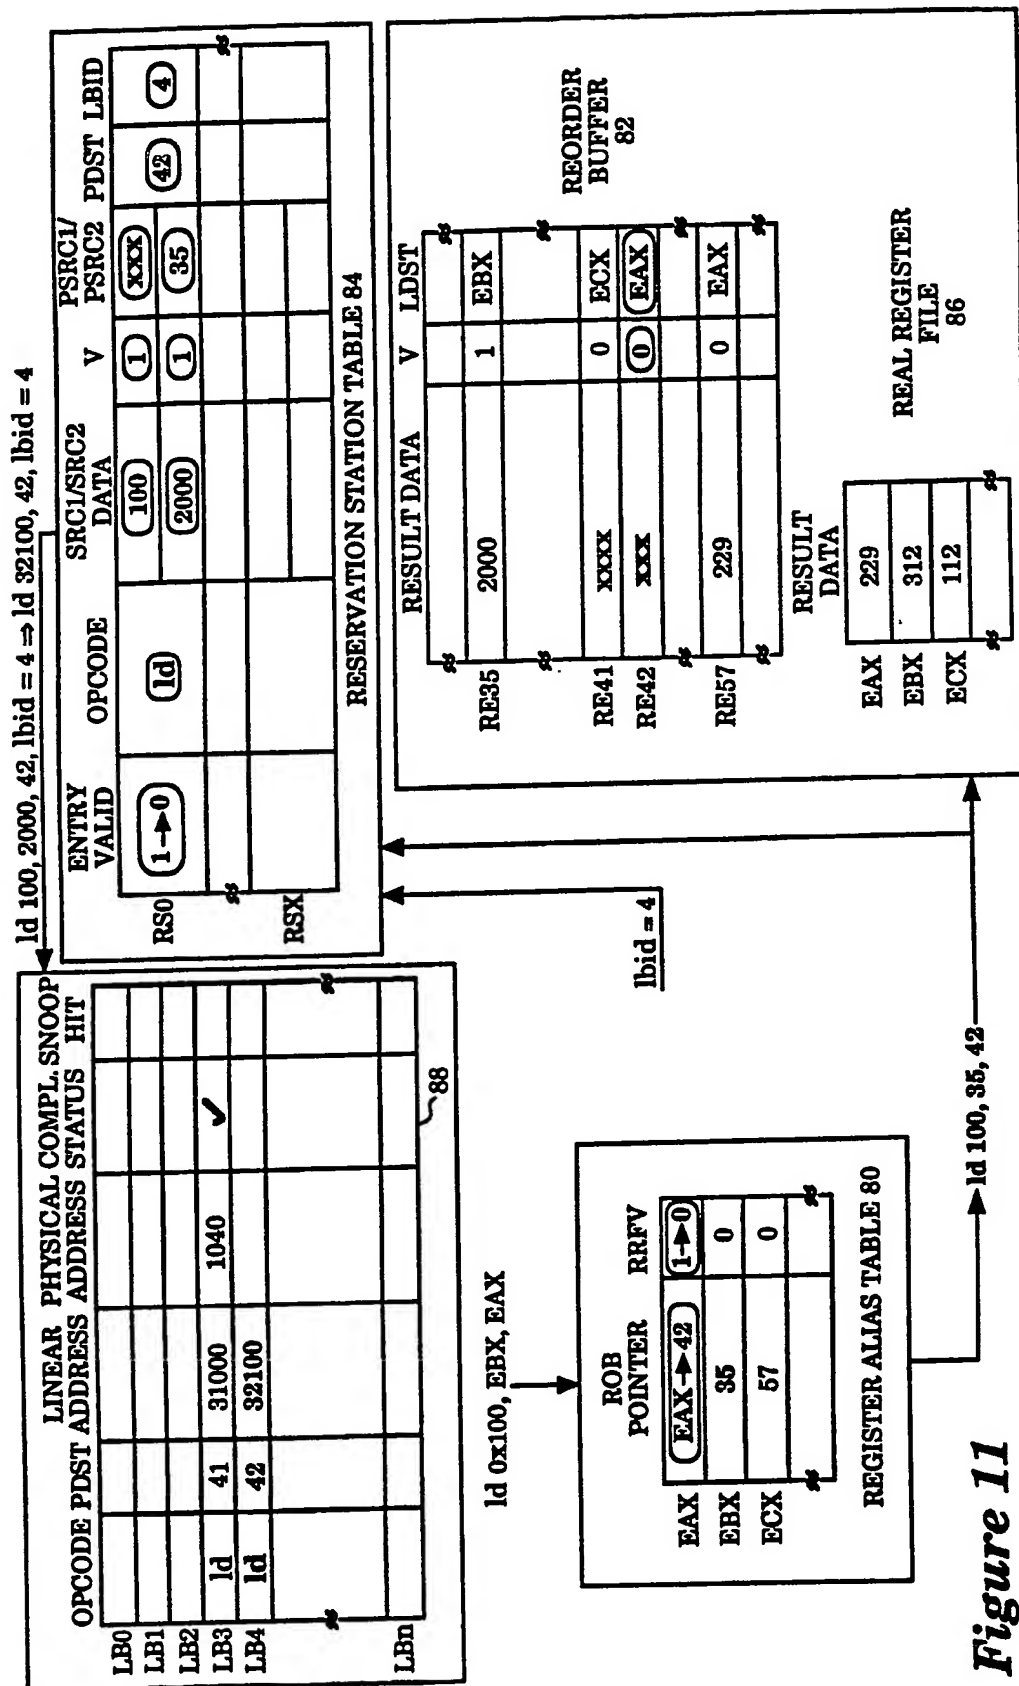 ld 100, 2000, 42, lbid = 4 ⇒ ld 32100, 42, lbid = 4
LINEAR PHYSICAL COMPL. SNOOP
OPCODE PDST ADDRESS ADDRESS STATUS HIT
LB0
LB1
LB2
LB3 ld 41 31000 1040 ✓
LB4 ld 42 32100
LBn
88
ENTRY VALID OPCODE SRC1/SRC2 DATA V PSRC1/PSRC2 PDST LBID
RS0 1→0 ld 100 1 xxx 42 4
2000 1 35
RSX
RESERVATION STATION TABLE 84
lbid = 4
ld 0x100, EBX, EAX
ROB POINTER RRFV
EAX EAX→42 1→0
EBX 35 0
ECX 57 0
REGISTER ALIAS TABLE 80
ld 100, 35, 42
RESULT DATA V LDST
RE35 2000 1 EBX
RE41 xxxx 0 ECX
RE42 xxx 0 EAX
RE57 229 0 EAX
REORDER
BUFFER
82
RESULT
DATA
EAX 229
EBX 312
ECX 112
REAL REGISTER
FILE
86
Figure 11